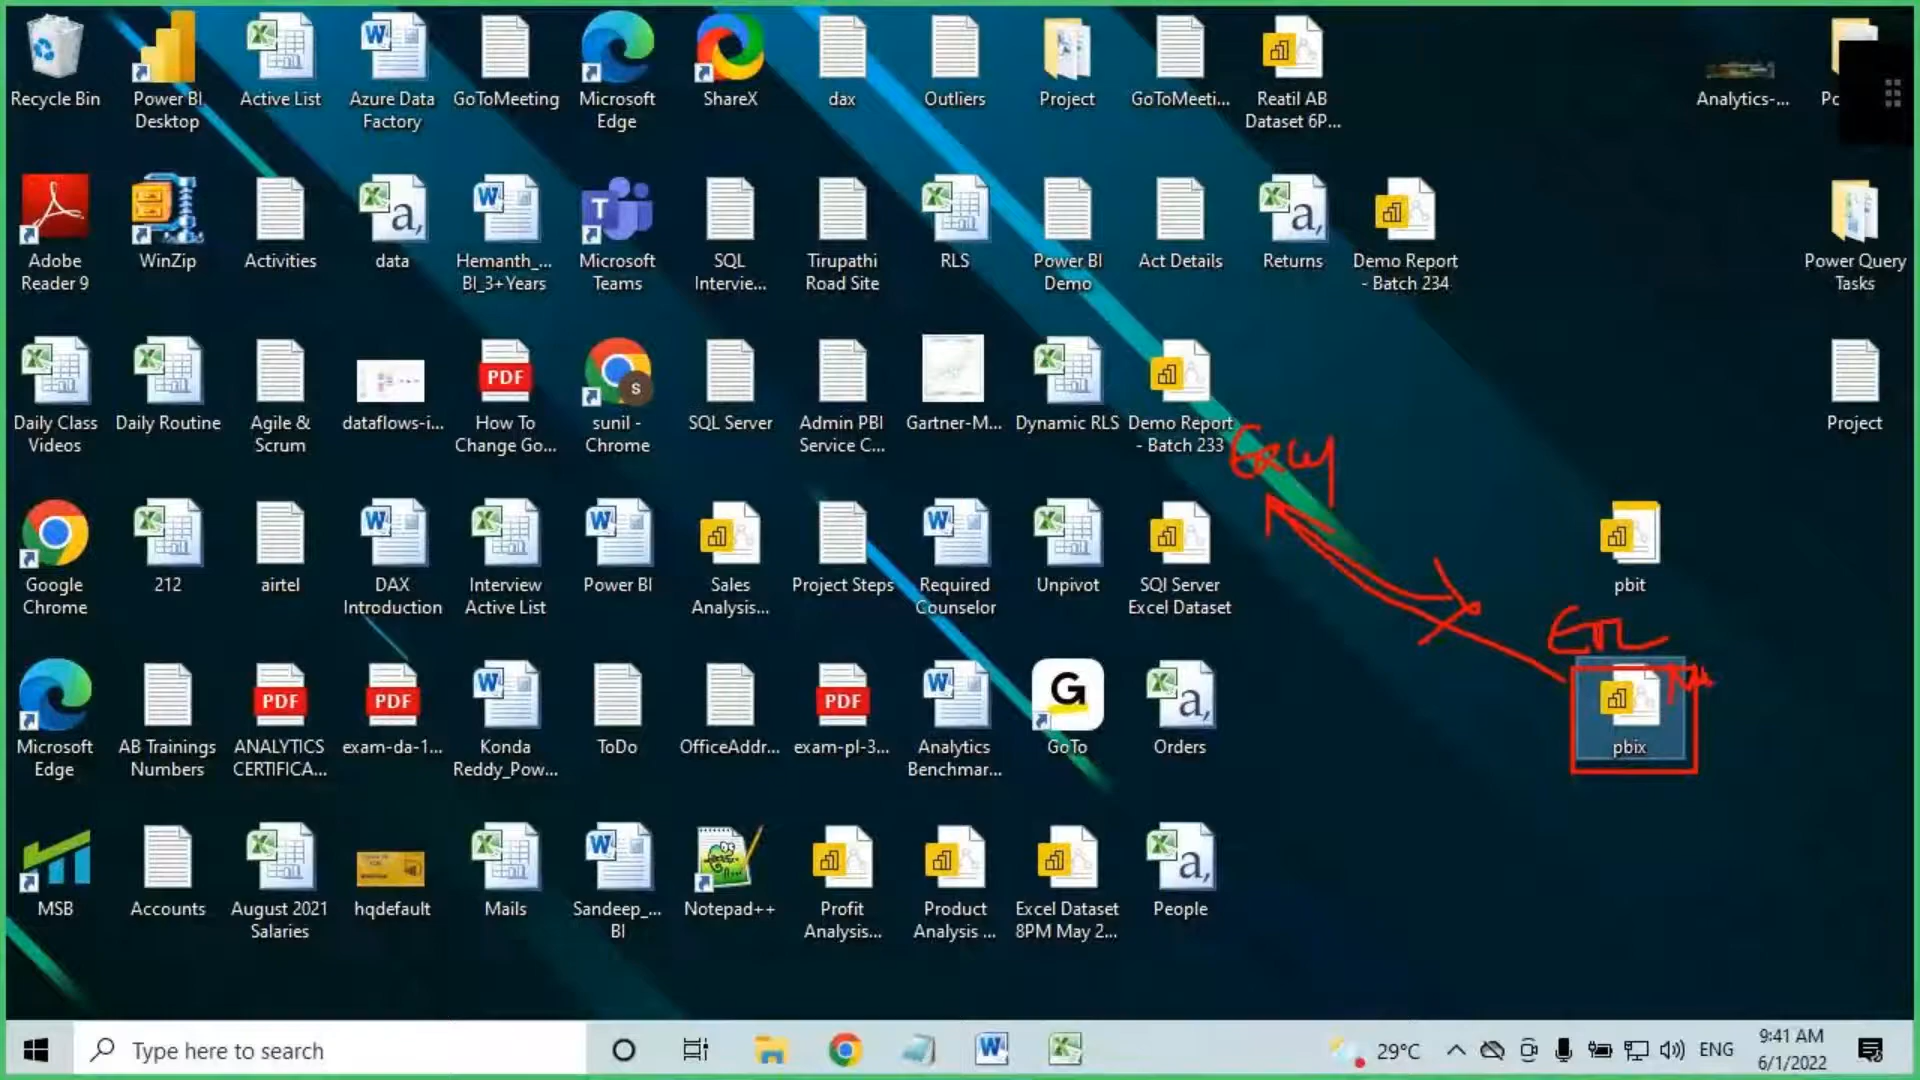 Recycle Bin
Power BI
Desktop
Active List
Azure Data
Factory
GoToMeeting
Microsoft
Edge
ShareX
dax
Outliers
Project
GoToMeeti...
Reatil AB
Dataset 6P...
Analytics-...
Adobe
Reader 9
WinZip
Activities
data
Hemanth_...
BI_3+Years
Microsoft
Teams
SQL
Intervie...
Tirupathi
Road Site
RLS
Power BI
Demo
Act Details
Returns
Demo Report
- Batch 234
Power Query
Tasks
Daily Class
Videos
Daily Routine
Agile &
Scrum
dataflows-i...
PDF
How To
Change Go...
sunil -
Chrome
SQL Server
Admin PBI
Service C...
Gartner-M...
Dynamic RLS
Demo Report
- Batch 233
Project
Google
Chrome
212
airtel
DAX
Introduction
Interview
Active List
Power BI
Sales
Analysis...
Project Steps
Required
Counselor
Unpivot
SQl Server
Excel Dataset
pbit
ETL
Microsoft
Edge
AB Trainings
Numbers
PDF
ANALYTICS
CERTIFICA...
PDF
exam-da-1...
Konda
Reddy_Pow...
ToDo
OfficeAddr...
PDF
exam-pl-3...
Analytics
Benchmar...
G
GoTo
Orders
pbix
MSB
Accounts
August 2021
Salaries
hqdefault
Mails
Sandeep_...
BI
Notepad++
Profit
Analysis...
Product
Analysis ...
Excel Dataset
8PM May 2...
People
Type here to search
29°C
ENG
9:41 AM
6/1/2022